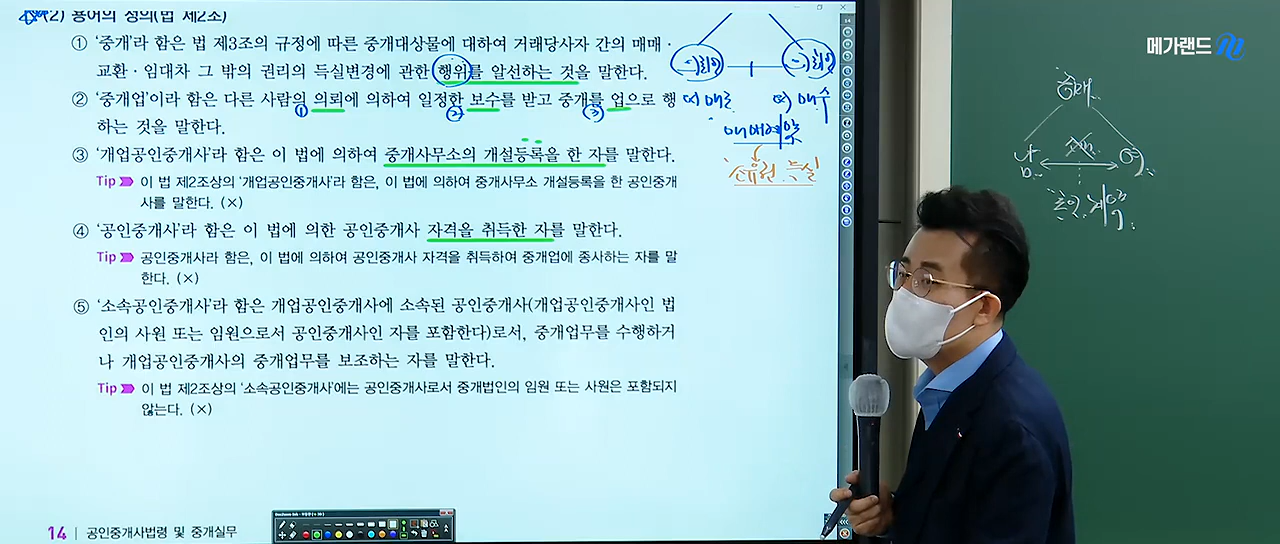 (2) 용어의 정의(법 제2조)
① ‘중개’라 함은 법 제3조의 규정에 따른 중개대상물에 대하여 거래당사자 간의 매매·
교환·임대차 그 밖의 권리의 득실변경에 관한 행위를 알선하는 것을 말한다.
② ‘중개업’이라 함은 다른 사람의 의뢰에 의하여 일정한 보수를 받고 중개를 업으로 행
하는 것을 말한다.
① ② ③
③ ‘개업공인중개사’라 함은 이 법에 의하여 중개사무소의 개설등록을 한 자를 말한다.
Tip 이 법 제2조상의 ‘개업공인중개사’라 함은, 이 법에 의하여 중개사무소 개설등록을 한 공인중개
사를 말한다. (×)
④ ‘공인중개사’라 함은 이 법에 의한 공인중개사 자격을 취득한 자를 말한다.
Tip 공인중개사라 함은, 이 법에 의하여 공인중개사 자격을 취득하여 중개업에 종사하는 자를 말
한다. (×)
⑤ ‘소속공인중개사’라 함은 개업공인중개사에 소속된 공인중개사(개업공인중개사인 법
인의 사원 또는 임원으로서 공인중개사인 자를 포함한다)로서, 중개업무를 수행하거
나 개업공인중개사의 중개업무를 보조하는 자를 말한다.
Tip 이 법 제2조상의 ‘소속공인중개사’에는 공인중개사로서 중개법인의 임원 또는 사원은 포함되지
않는다. (×)
14 공인중개사법령 및 중개실무
매매계약
소유권 득실
메가랜드
중매